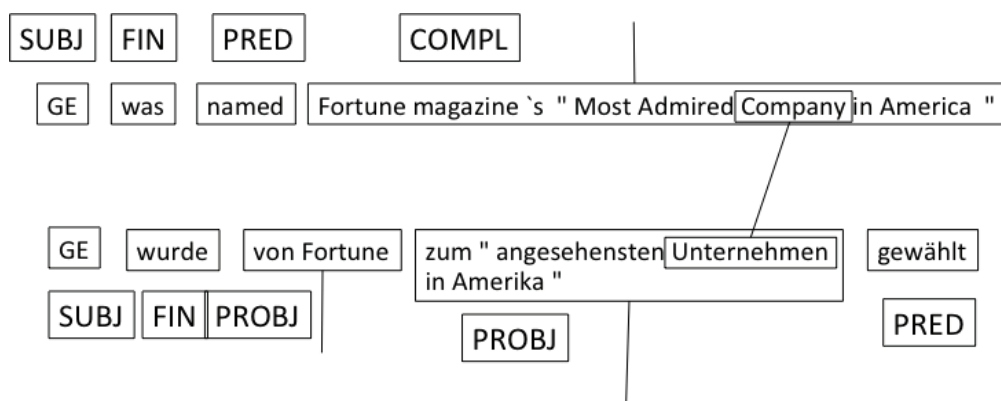 SUBJ FIN PRED COMPL
GE was named Fortune magazine `s " Most Admired Company in America "
GE wurde von Fortune zum " angesehensten Unternehmen gewählt
in Amerika "
SUBJ FIN PROBJ
PROBJ PRED